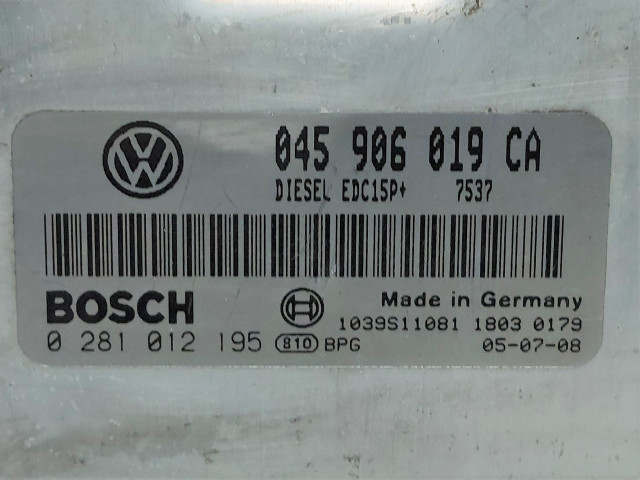 045 906 019 CA
DIESEL EDC15P+ 7537
BOSCH
Made in Germany
1039S11081 1803 0179
0 281 012 195 810 BPG 05-07-08